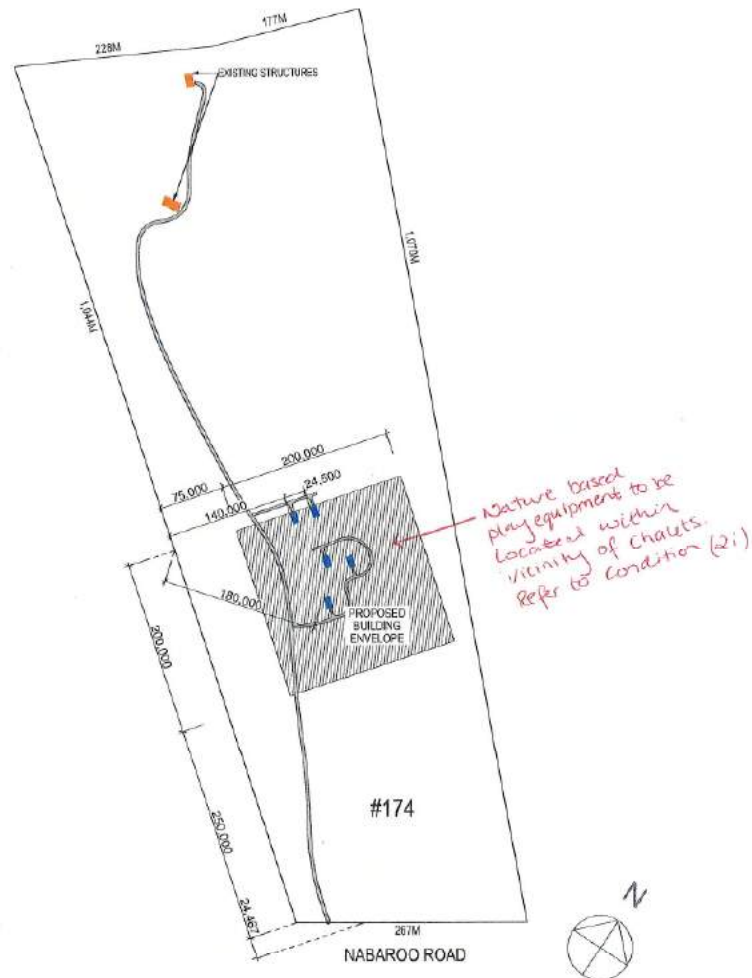 177M
228M
EXISTING STRUCTURES
1,070M
1,044M
200,000
75,000
24,500
140,000
Nature based
play equipment to be
located within
vicinity of Chalets.
Refer to condition (2i)
180,000
PROPOSED
BUILDING
ENVELOPE
200,000
#174
250,000
24,467
267M
NABAROO ROAD
N